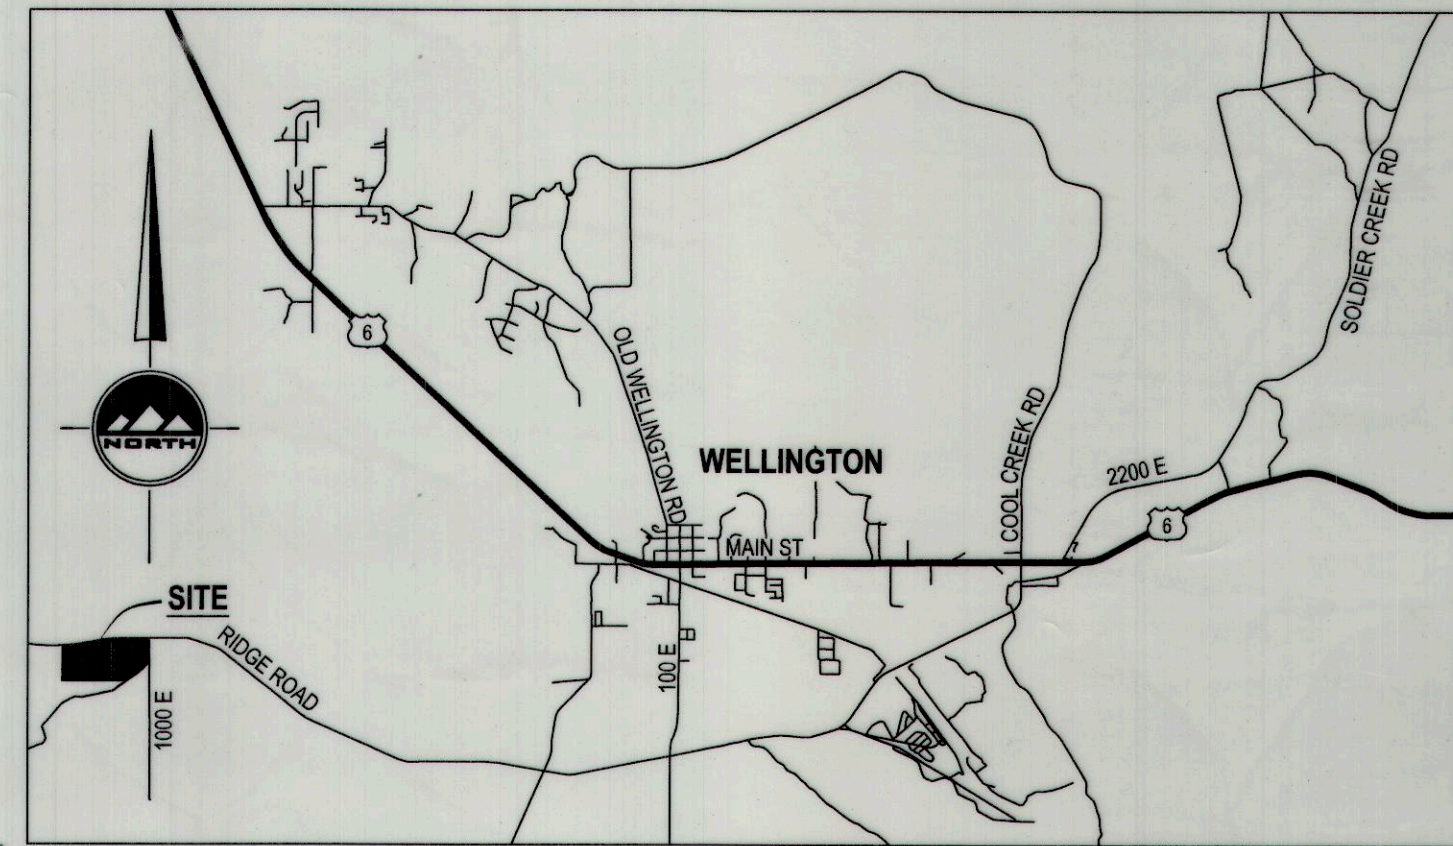 SOLDIER CREEK RD
6
OLD WELLINGTON RD
NORTH
WELLINGTON
COOL CREEK RD
2200 E
6
MAIN ST
SITE
RIDGE ROAD
100 E
1000 E